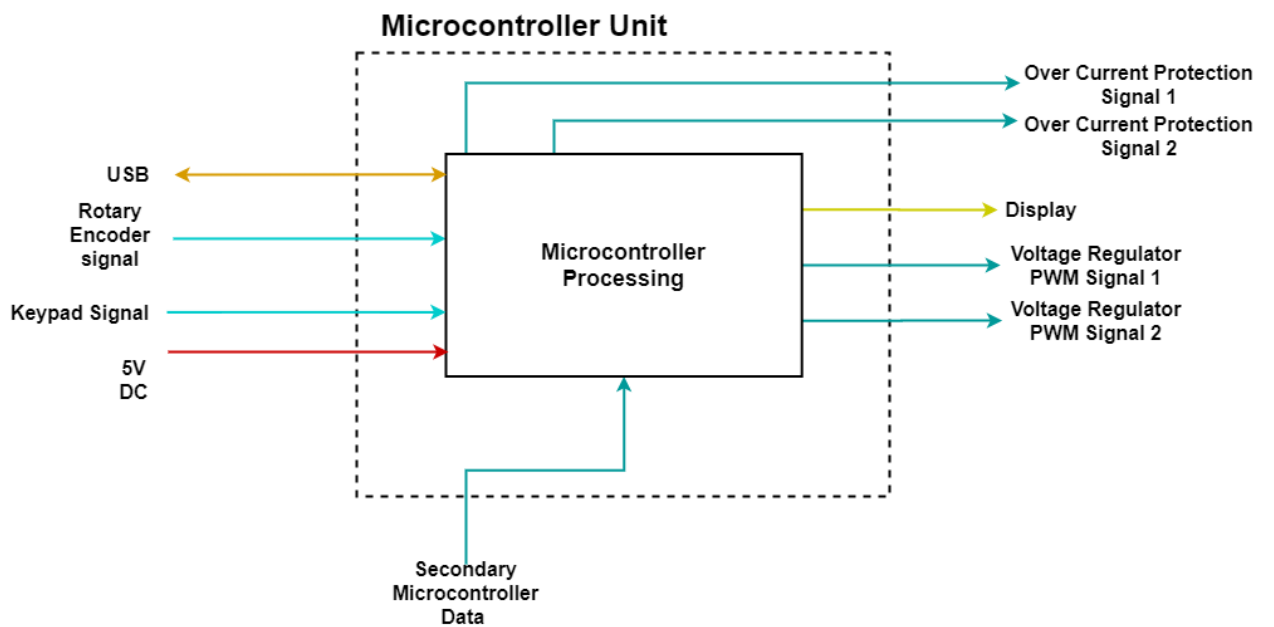 Microcontroller Unit
Over Current Protection
Signal 1
Over Current Protection
Signal 2
USB
Rotary
Encoder
signal
Keypad Signal
5V
DC
Microcontroller
Processing
Display
Voltage Regulator
PWM Signal 1
Voltage Regulator
PWM Signal 2
Secondary
Microcontroller
Data